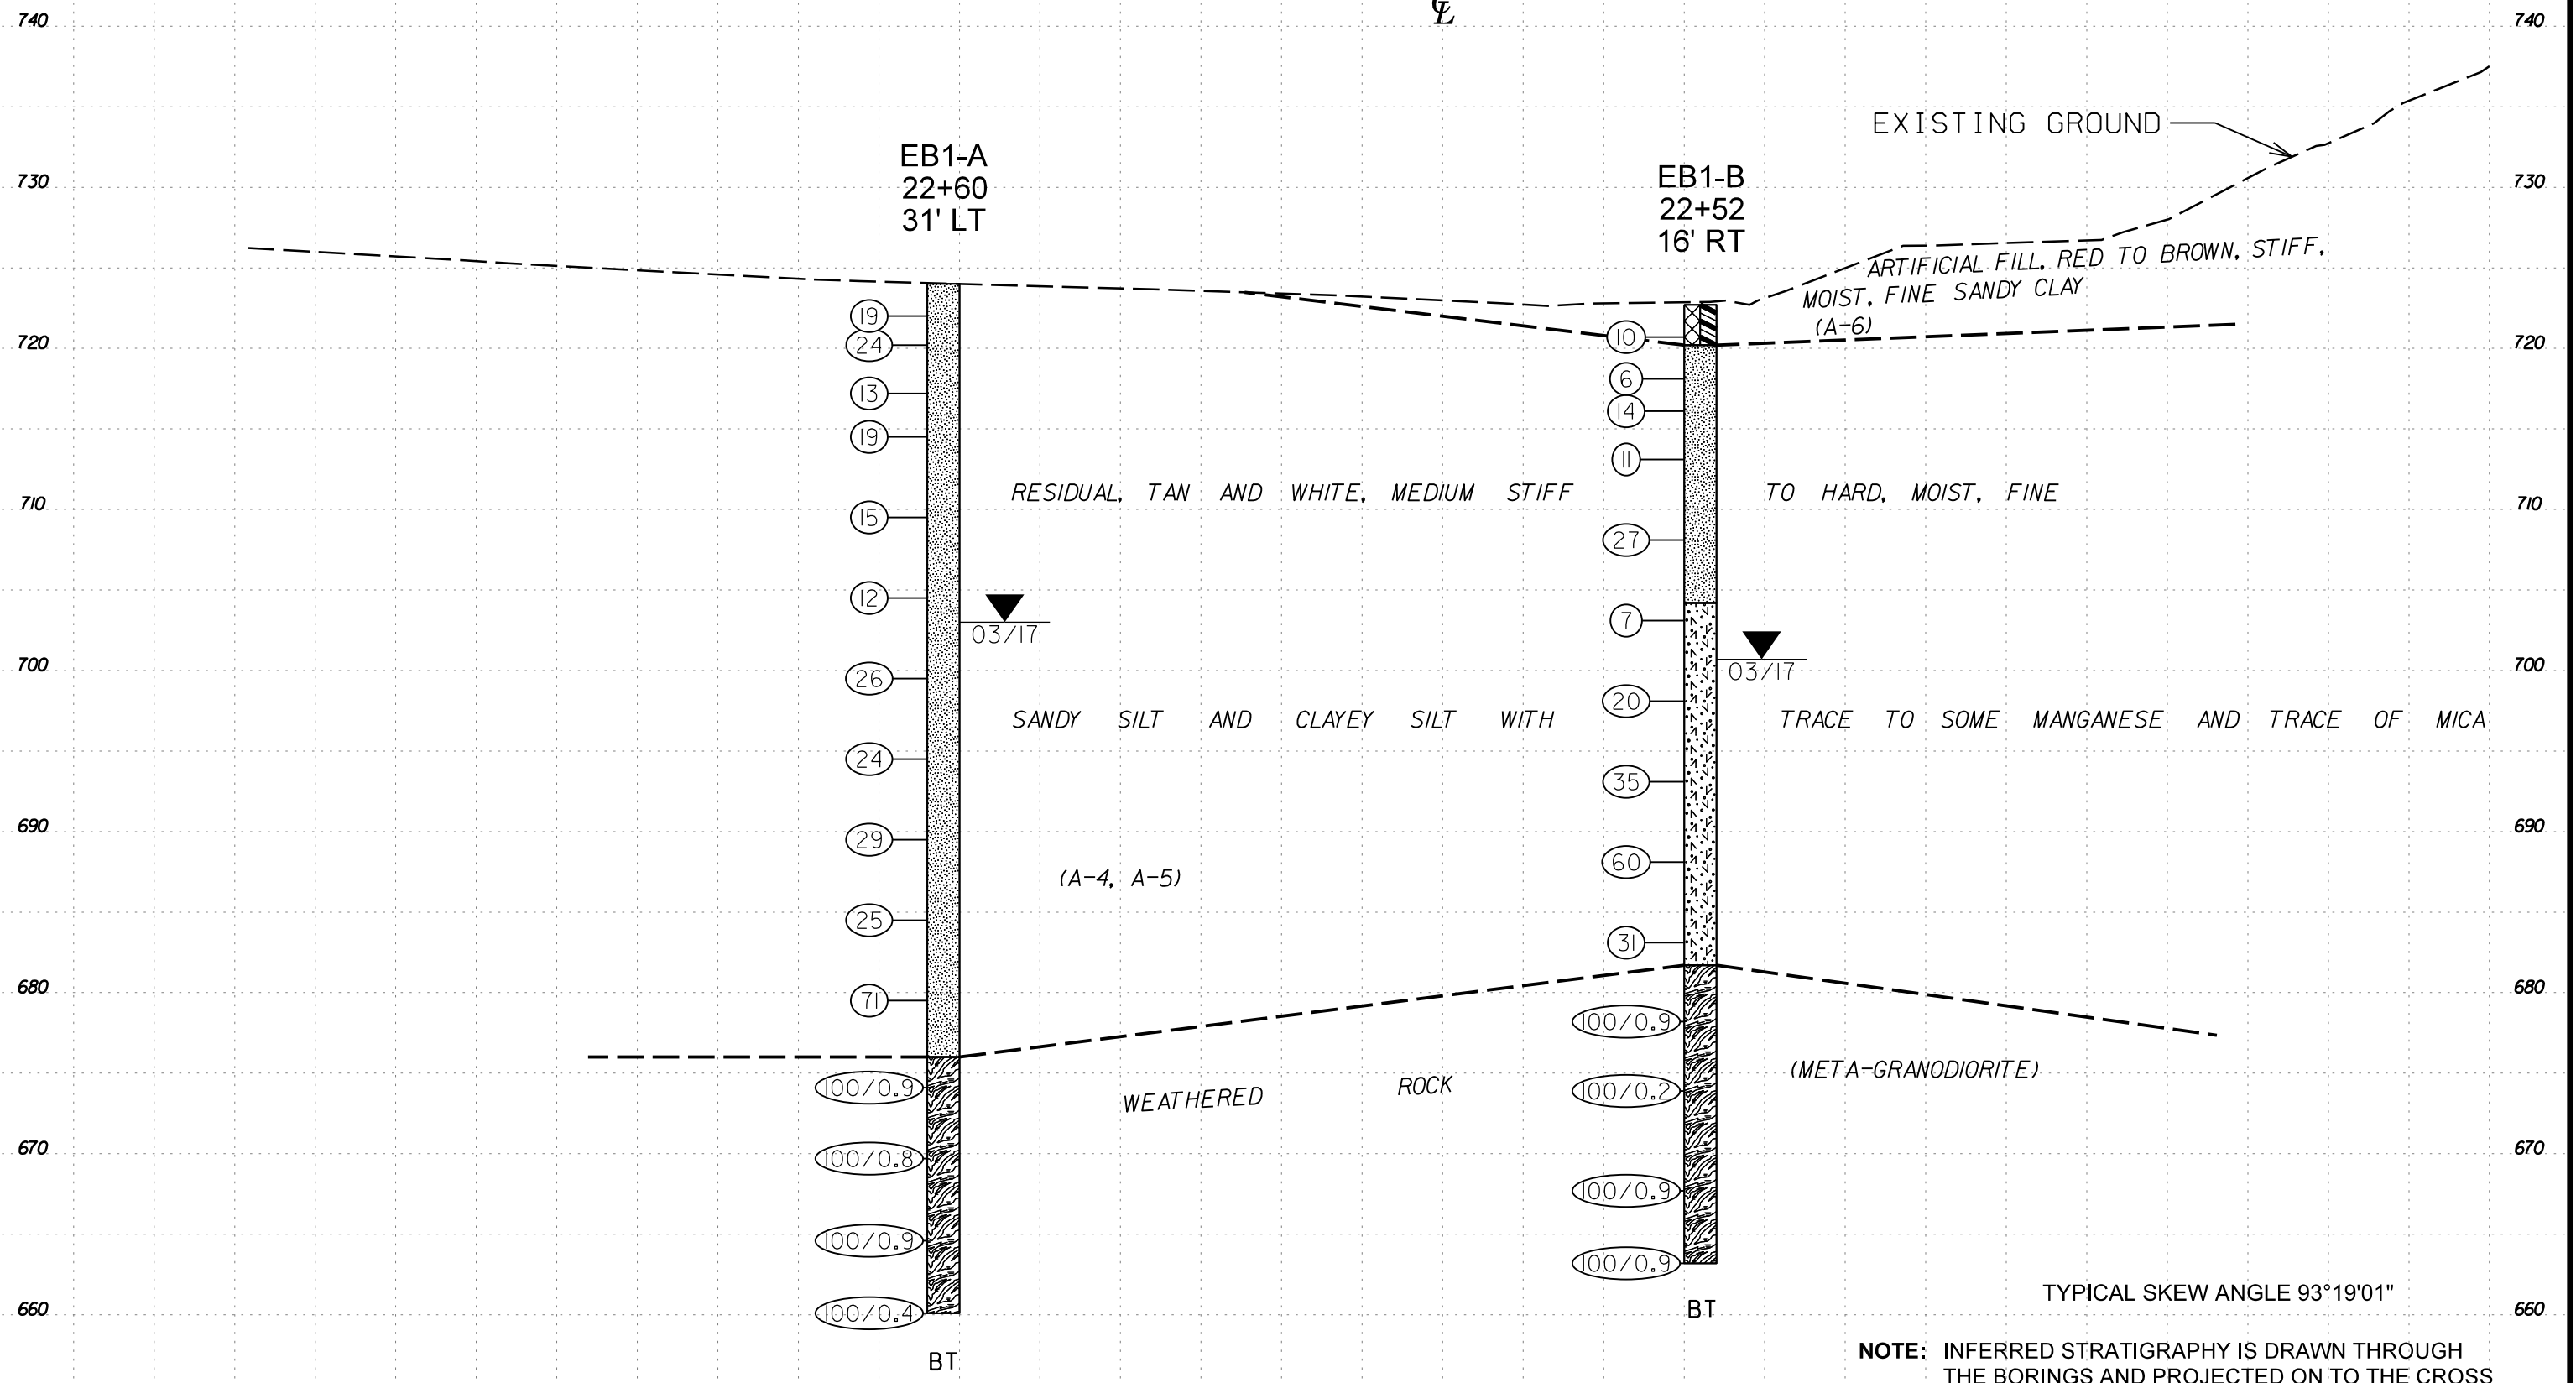 ℄
740 740
EXISTING GROUND
EB1-A
22+60
31' LT
EB1-B
22+52
16' RT
730 730
ARTIFICIAL FILL, RED TO BROWN, STIFF,
MOIST, FINE SANDY CLAY
(A-6)
19
24
13
19
15
12
26
24
29
25
71
100/0.9
100/0.8
100/0.9
100/0.4
BT
10
6
14
11
27
7
20
35
60
31
100/0.9
100/0.2
100/0.9
100/0.9
BT
720 720
RESIDUAL, TAN AND WHITE, MEDIUM STIFF TO HARD, MOIST, FINE
710 710
03/17
03/17
700 700
SANDY SILT AND CLAYEY SILT WITH TRACE TO SOME MANGANESE AND TRACE OF MICA
690 690
(A-4, A-5)
680 680
WEATHERED ROCK (META-GRANODIORITE)
670 670
TYPICAL SKEW ANGLE 93°19'01"
660 660
NOTE: INFERRED STRATIGRAPHY IS DRAWN THROUGH
THE BORINGS AND PROJECTED ON TO THE CROSS